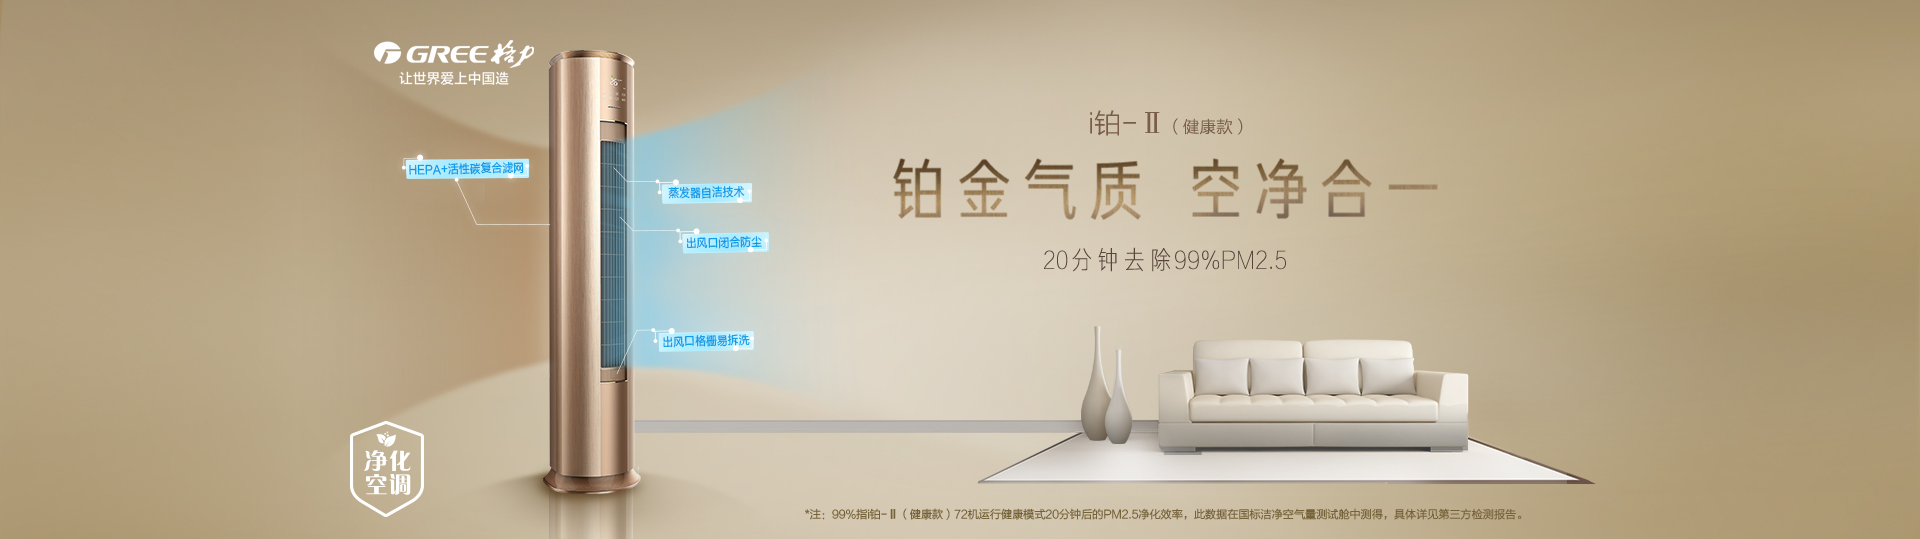 GREE格力
让世界爱上中国造
HEPA+活性碳复合滤网
蒸发器自洁技术
出风口闭合防尘
出风口格栅易拆洗
净化
空调
i铂-Ⅱ（健康款）
铂金气质 空净合一
20分钟去除99%PM2.5
*注：99%指i铂-Ⅱ（健康款）72机运行健康模式20分钟后的PM2.5净化效率，此数据在国标洁净空气量测试舱中测得，具体详见第三方检测报告。